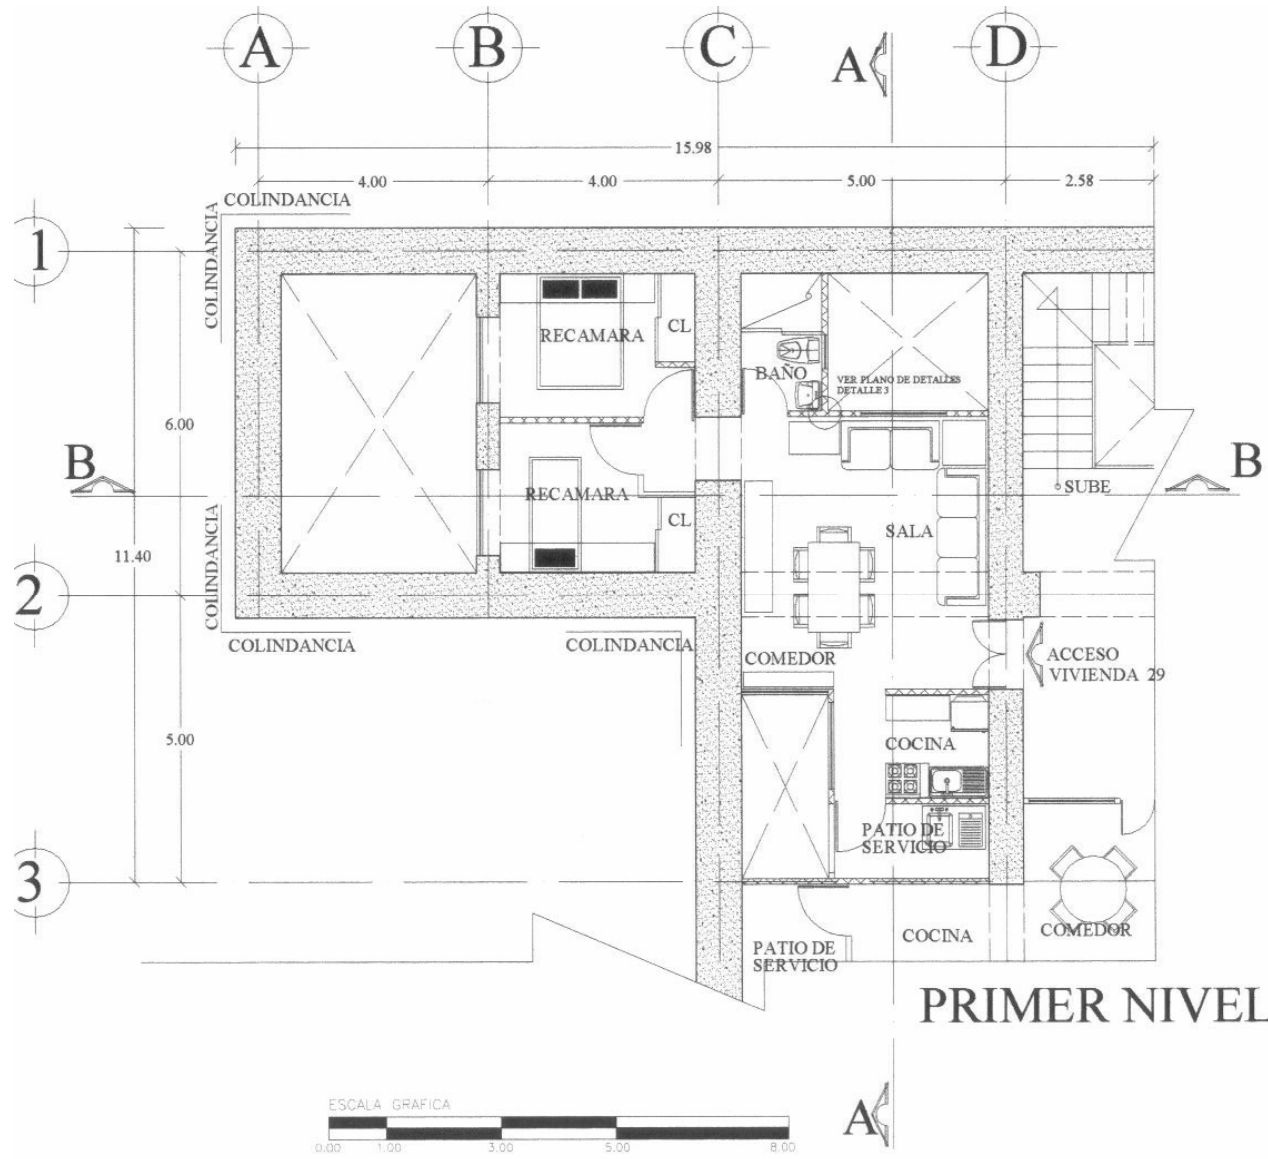 A B C A D
15.98
4.00 4.00 5.00 2.58
COLINDANCIA
COLINDANCIA
1
CL
RECAMARA
BAÑO
VER PLANO DE DETALLES
DETALLE 3
6.00
B
B
RECAMARA
SUBE
CL
SALA
11.40
COLINDANCIA
2
COLINDANCIA
COLINDANCIA
COMEDOR
ACCESO
VIVIENDA 29
5.00
COCINA
PATIO DE
SERVICIO
3
COCINA
COMEDOR
PATIO DE
SERVICIO
PRIMER NIVEL
ESCALA GRAFICA
0.00 1.00 3.00 5.00 8.00
A